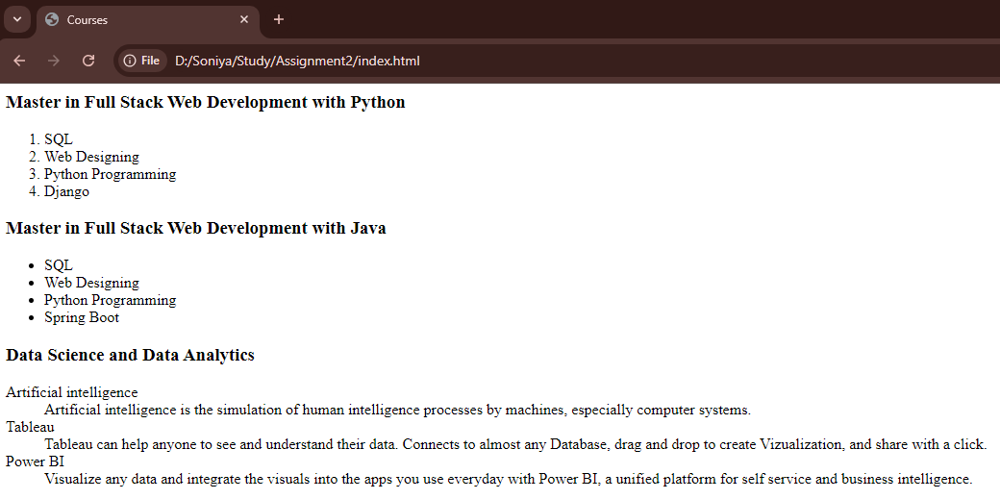 Courses
File D:/Soniya/Study/Assignment2/index.html
Master in Full Stack Web Development with Python
1. SQL
2. Web Designing
3. Python Programming
4. Django
Master in Full Stack Web Development with Java
• SQL
• Web Designing
• Python Programming
• Spring Boot
Data Science and Data Analytics
Artificial intelligence
Artificial intelligence is the simulation of human intelligence processes by machines, especially computer systems.
Tableau
Tableau can help anyone to see and understand their data. Connects to almost any Database, drag and drop to create Vizualization, and share with a click.
Power BI
Visualize any data and integrate the visuals into the apps you use everyday with Power BI, a unified platform for self service and business intelligence.